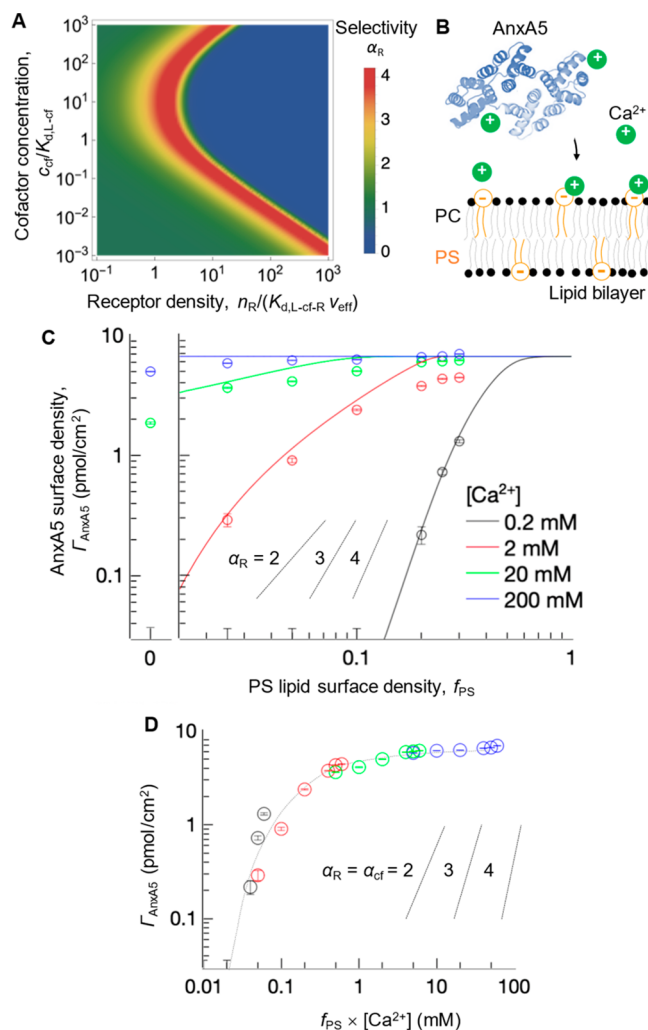 A
Selectivity
αR
Cofactor concentration,
ccf/Kd,L-cf
10³
10²
10
1
10⁻¹
10⁻²
10⁻³
10⁻¹ 1 10 10² 10³
Receptor density, nR/(Kd,L-cf-R veff)
4
3
2
1
0
B
AnxA5
Ca²⁺
+
+
+
+
+
+
PC
PS
−
−
−
−
−
Lipid bilayer
C
AnxA5 surface density,
ΓAnxA5 (pmol/cm²)
10
1
0.1
0 0.1 1
PS lipid surface density, fPS
αR = 2 3 4
[Ca²⁺]
0.2 mM
2 mM
20 mM
200 mM
D
ΓAnxA5 (pmol/cm²)
10
1
0.1
αR = αcf = 2 3 4
0.01 0.1 1 10 100
fPS × [Ca²⁺] (mM)